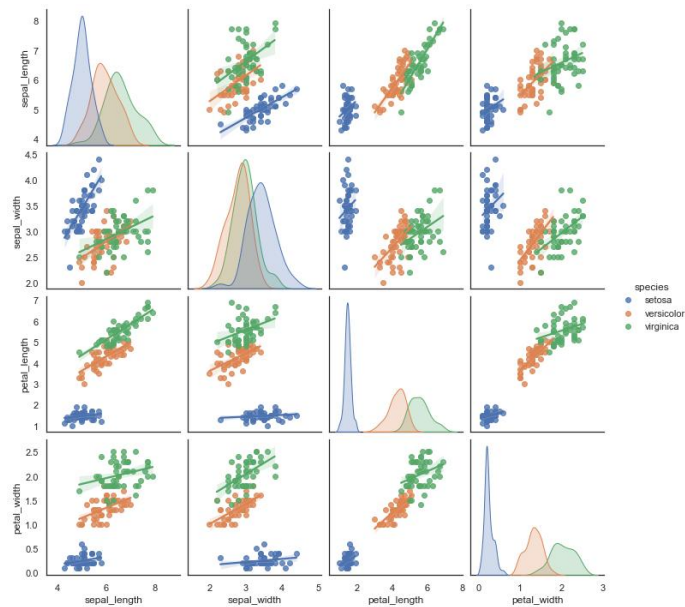 8
7
6
5
4
sepal_length
4.5
4.0
3.5
3.0
2.5
2.0
sepal_width
species
setosa
versicolor
virginica
7
6
5
4
3
2
1
petal_length
2.5
2.0
1.5
1.0
0.5
0.0
petal_width
4 6 8
2 3 4 5
0 2 4 6 8
0 1 2 3
sepal_length sepal_width petal_length petal_width